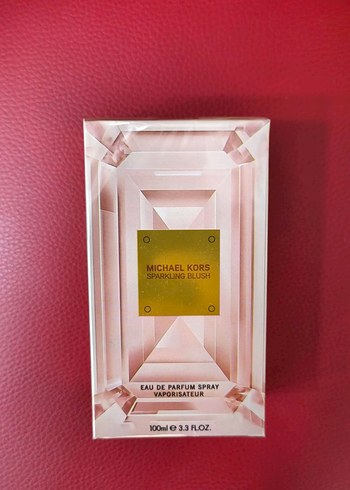 MICHAEL KORS
SPARKLING BLUSH
EAU DE PARFUM SPRAY
VAPORISATEUR
100ml ℮ 3.3 FL.OZ.